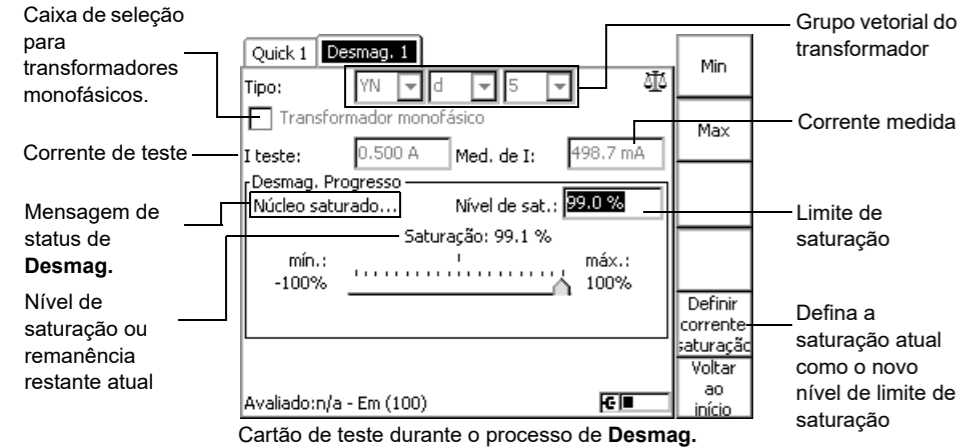 Caixa de seleção
para
transformadores
monofásicos.
Corrente de teste
Mensagem de
status de
Desmag.
Nível de
saturação ou
remanência
restante atual
Quick 1 Desmag. 1
Tipo: YN d 5
Transformador monofásico
I teste: 0.500 A Med. de I: 498.7 mA
Desmag. Progresso
Núcleo saturado... Nível de sat.: 99.0 %
Saturação: 99.1 %
mín.: máx.:
-100% 100%
Avaliado:n/a - Em (100)
Min
Max
Definir
corrente
saturação
Voltar
ao
início
Grupo vetorial do
transformador
Corrente medida
Limite de
saturação
Defina a
saturação atual
como o novo
nível de limite de
saturação
Cartão de teste durante o processo de Desmag.